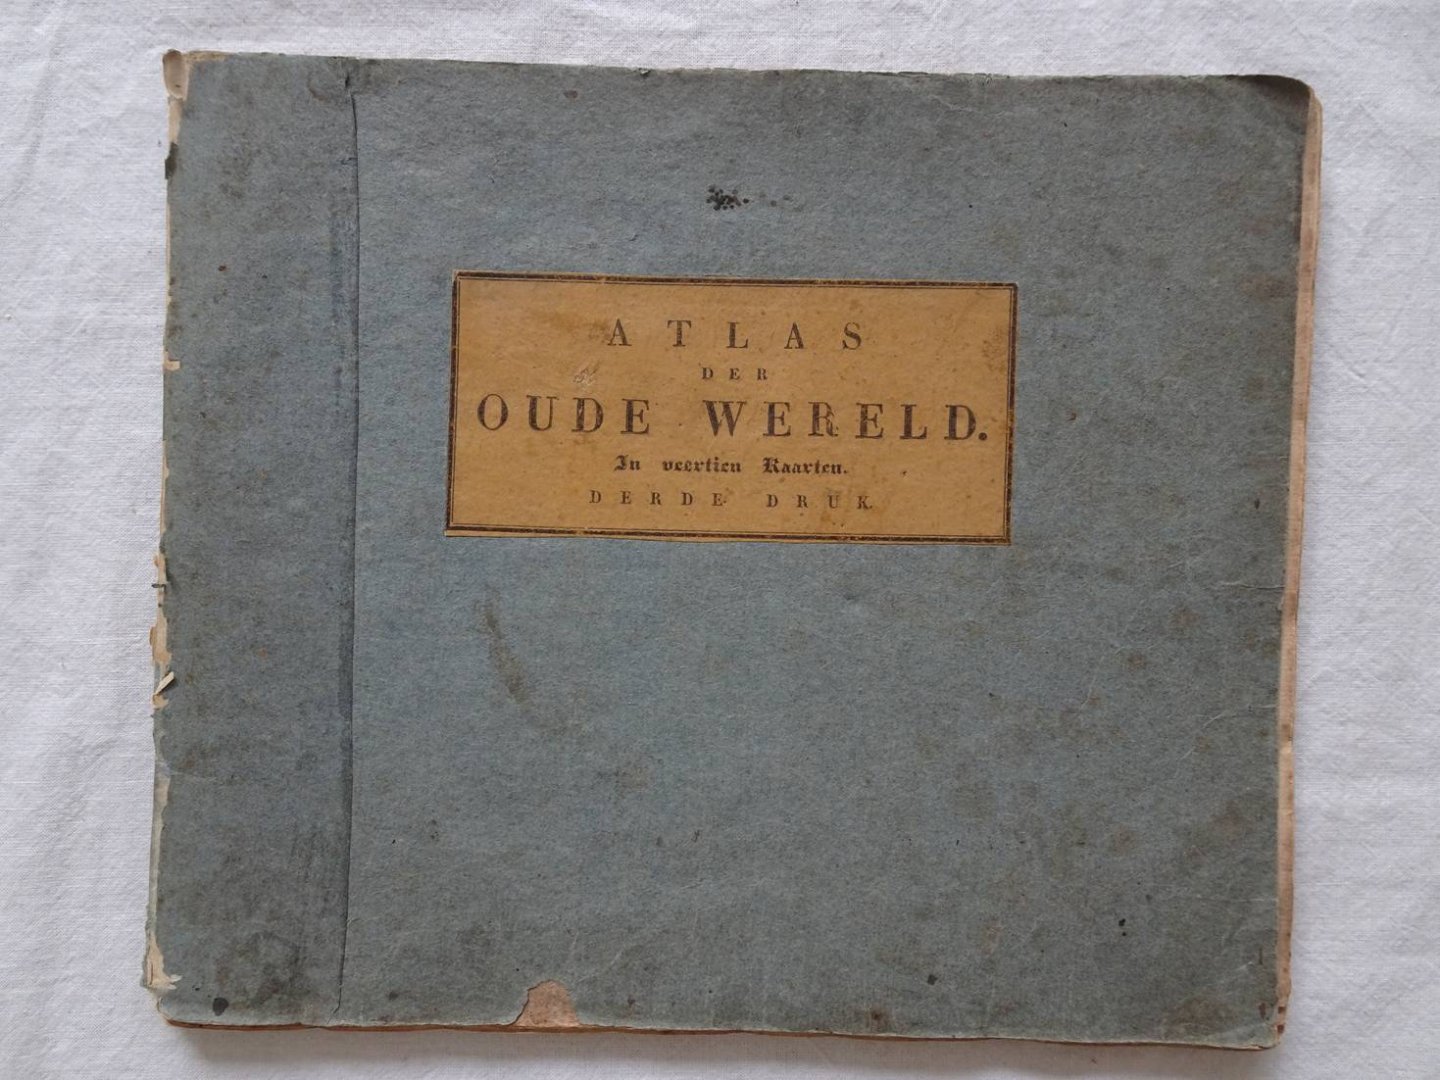 ATLAS
DER
OUDE WERELD.
In veertien Kaarten.
DERDE DRUK.